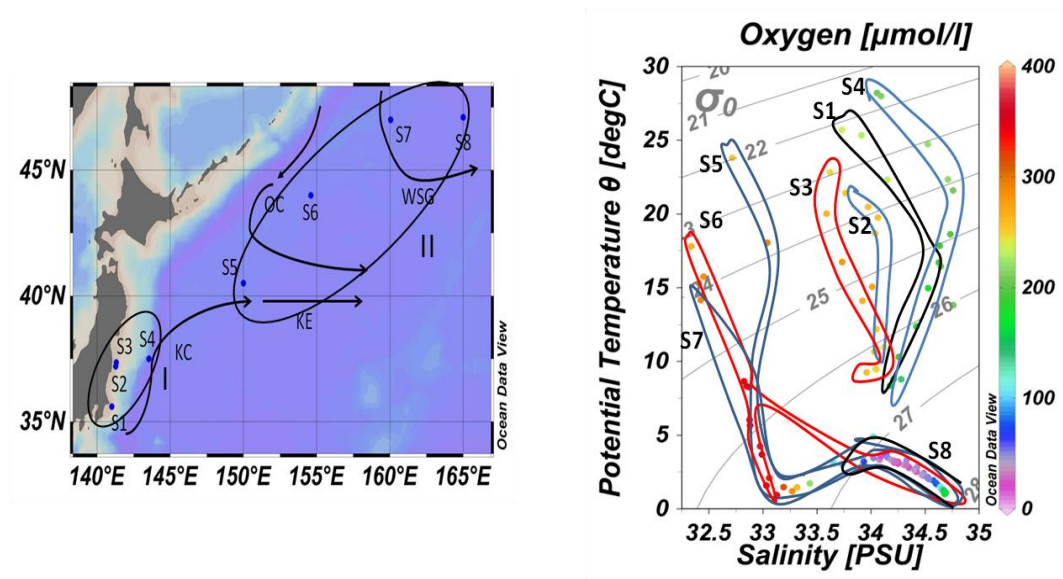 45°N
40°N
35°N
140°E
145°E
150°E
155°E
160°E
165°E
S7
S8
WSG
OC
S6
II
S5
KE
S3
S4
KC
S2
I
S1
Ocean Data View
Oxygen [µmol/l]
Potential Temperature θ [degC]
30
25
20
15
10
5
0
32.5
33
33.5
34
34.5
35
Salinity [PSU]
20
σ0
21
22
25
26
27
28
S4
S1
S5
S3
S2
S6
S7
S8
400
300
200
100
0
Ocean Data View